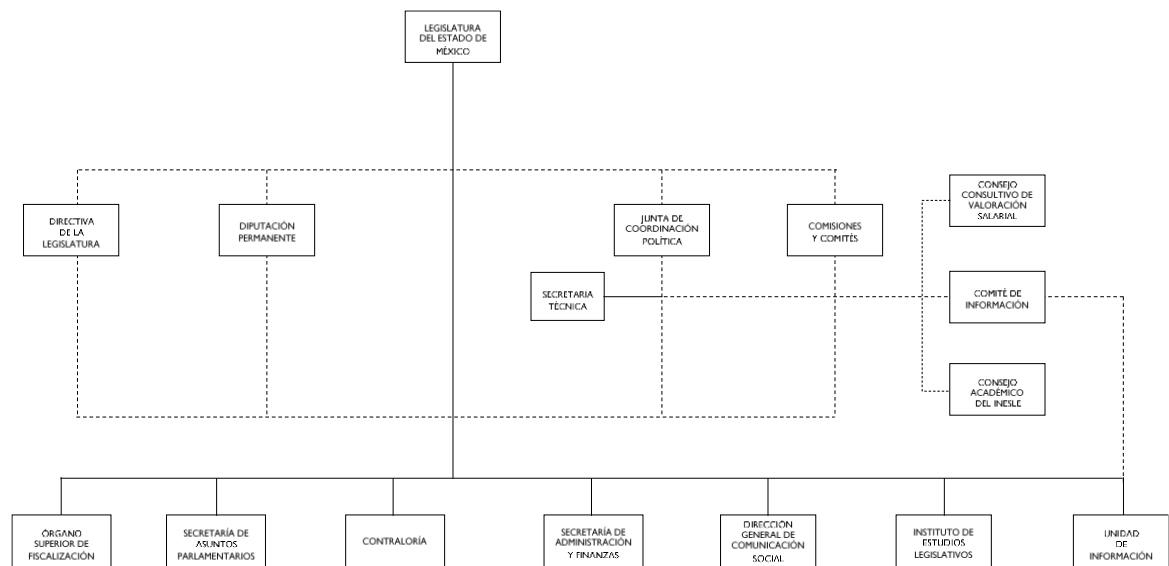 LEGISLATURA
DEL ESTADO DE
MÉXICO
DIRECTIVA
DE LA
LEGISLATURA
DIPUTACIÓN
PERMANENTE
JUNTA DE
COORDINACIÓN
POLÍTICA
COMISIONES
Y COMITÉS
CONSEJO
CONSULTIVO DE
VALORACIÓN
SALARIAL
SECRETARIA
TÉCNICA
COMITÉ DE
INFORMACIÓN
CONSEJO
ACADÉMICO
DEL INESLE
ÓRGANO
SUPERIOR DE
FISCALIZACIÓN
SECRETARÍA DE
ASUNTOS
PARLAMENTARIOS
CONTRALORÍA
SECRETARÍA DE
ADMINISTRACIÓN
Y FINANZAS
DIRECCIÓN
GENERAL DE
COMUNICACIÓN
SOCIAL
INSTITUTO DE
ESTUDIOS
LEGISLATIVOS
UNIDAD
DE
INFORMACIÓN